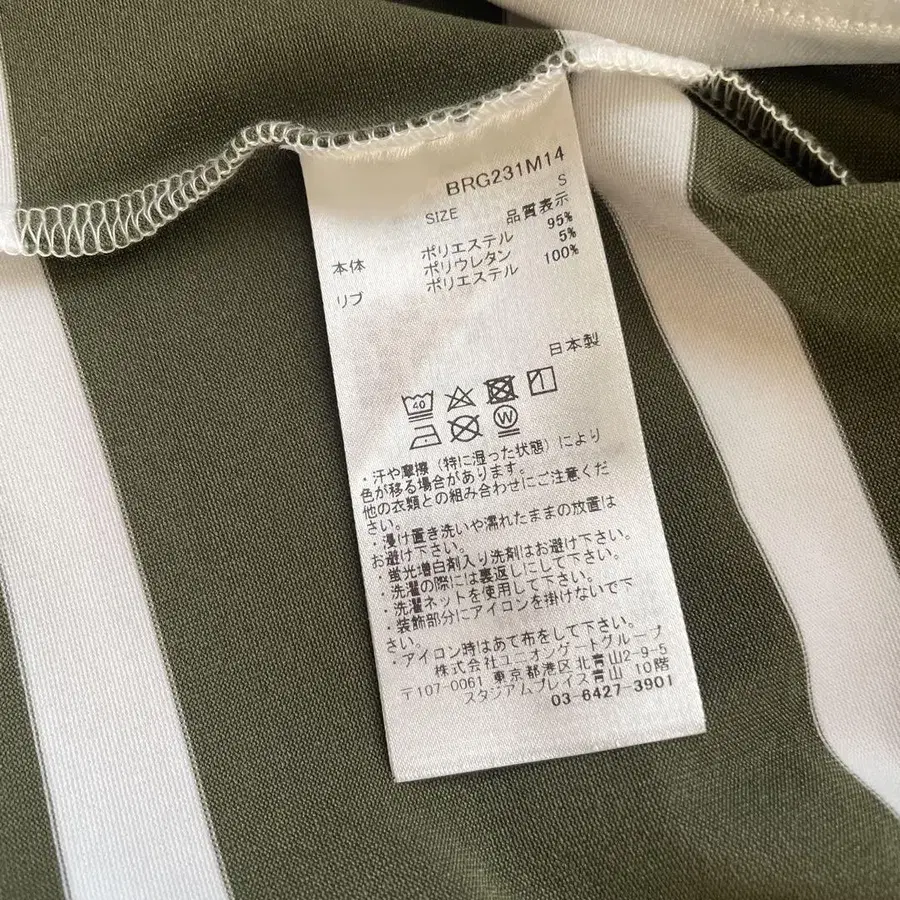 BRG231M14
SIZE S
品質表示
本体 ポリエステル 95%
ポリウレタン 5%
リブ ポリエステル 100%
日本製
40
W
・汗や摩擦（特に湿った状態）により
色が移る場合があります。
他の衣類との組み合わせにご注意くだ
さい。
・浸け置き洗いや濡れたままの放置は
お避け下さい。
・蛍光増白剤入り洗剤はお避け下さい。
・洗濯の際には裏返しにして下さい。
・洗濯ネットを使用して下さい。
・装飾部分にアイロンを掛けないで下
さい。
・アイロン時はあて布をして下さい。
株式会社ユニオンゲートグループ
〒107-0061 東京都港区北青山2-9-5
スタジアムプレイス青山 10階
03-6427-3901